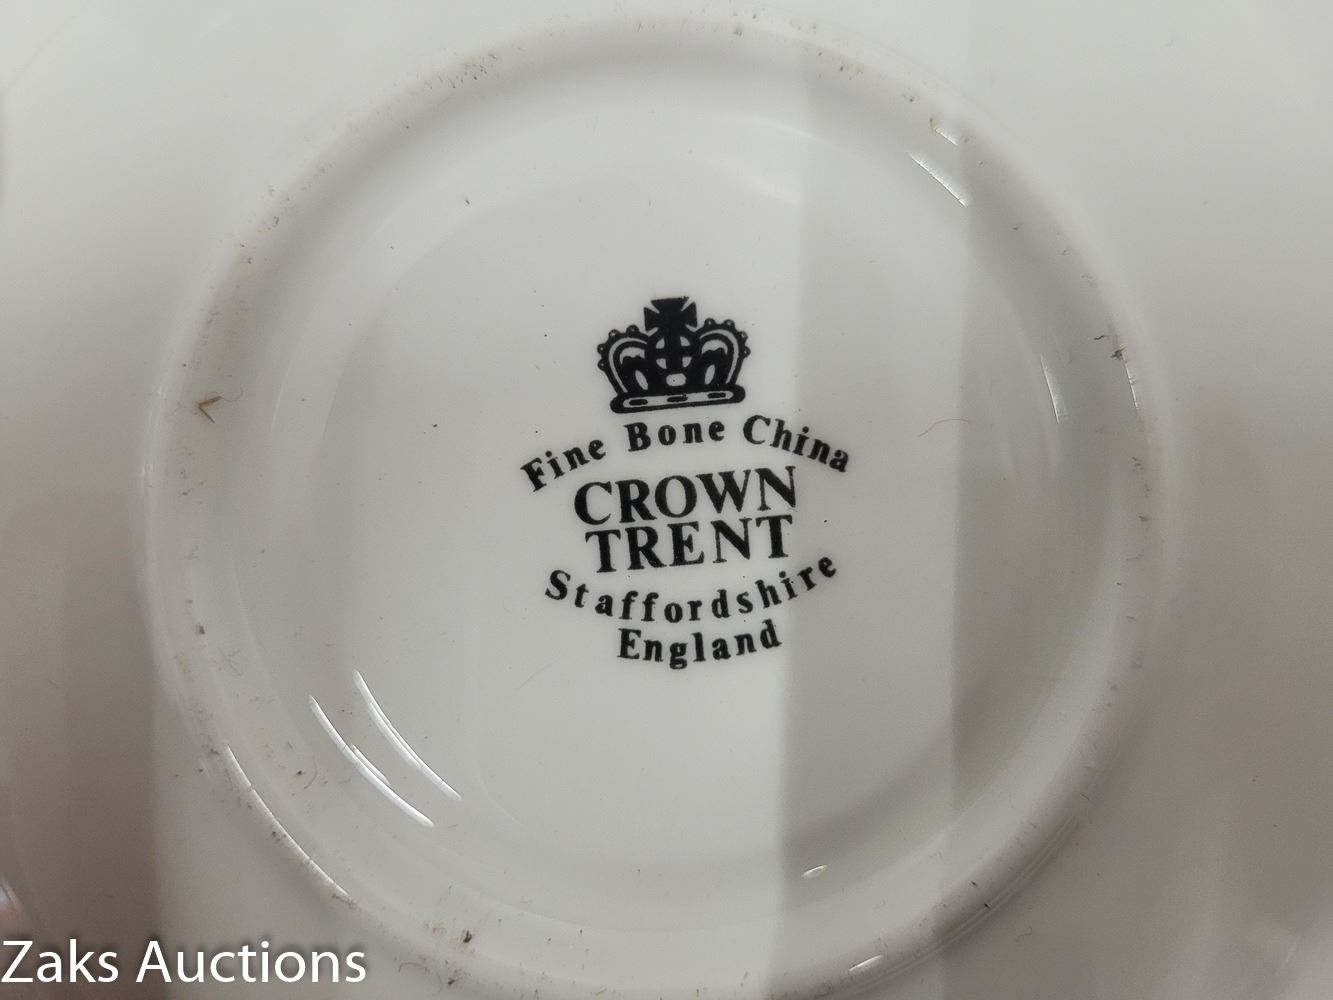 Fine Bone China
CROWN
TRENT
Staffordshire
England
Zaks Auctions